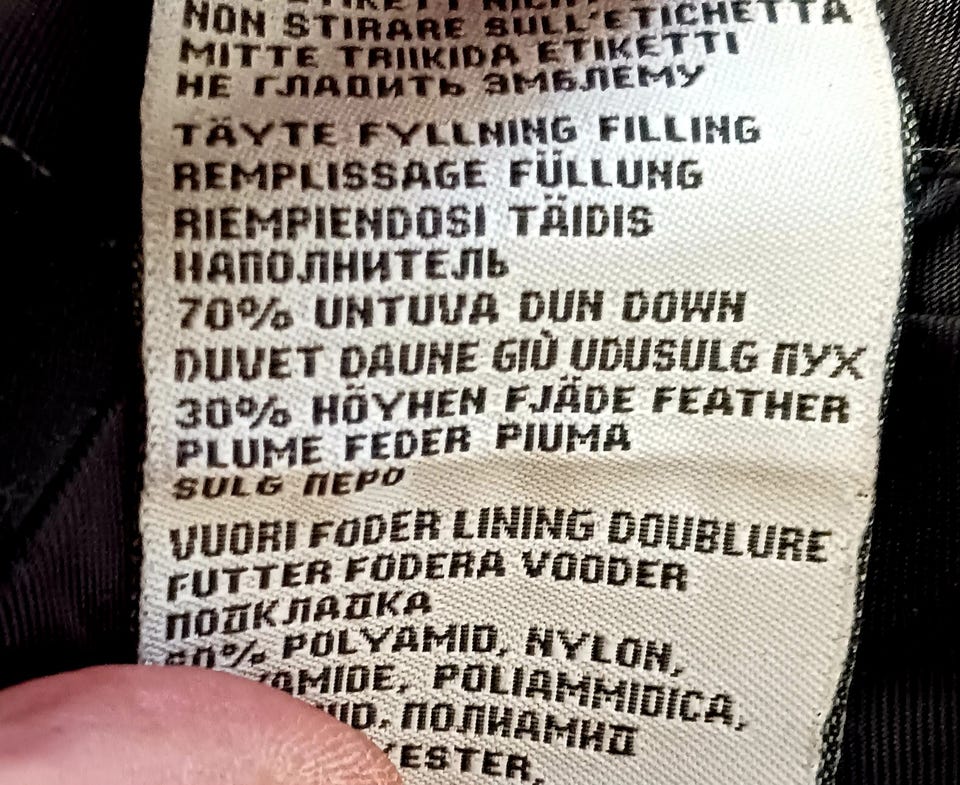 NON STIRARE SULL'ETICHETTA
MITTE TRIIKIDA ETIKETTI
НЕ ГЛАДИТЬ ЭМБЛЕМУ
TÄYTE FYLLNING FILLING
REMPLISSAGE FÜLLUNG
RIEMPIENDOSI TÄIDIS
НАПОЛНИТЕЛЬ
70% UNTUVA DUN DOWN
DUVET DAUNE GIÙ UDUSULG ПУХ
30% HÖYHEN FJÄDE FEATHER
PLUME FEDER PIUMA
SULG ПЕРО
VUORI FODER LINING DOUBLURE
FUTTER FODERA VOODER
ПОДКЛАДКА
POLYAMID, NYLON,
POLIAMMIDICA,
ПОЛИАМИД